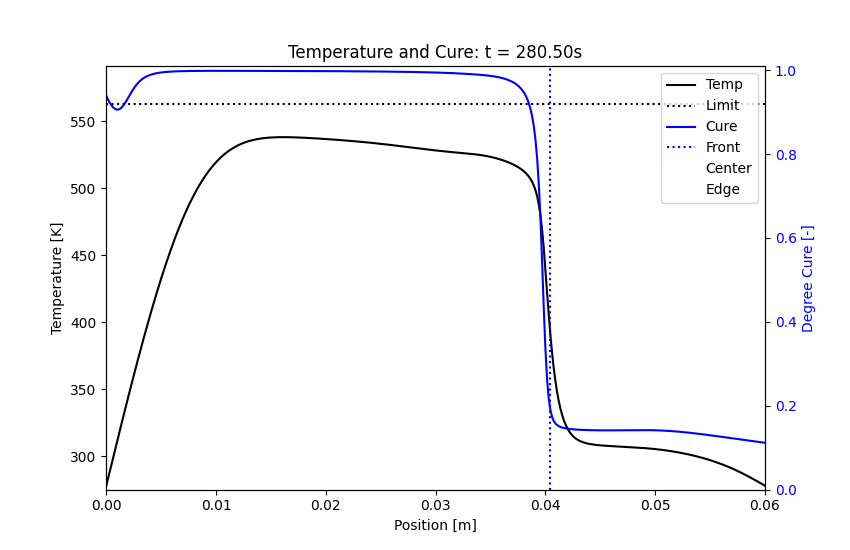 Temperature and Cure: t = 280.50s
Temperature [K]
550
500
450
400
350
300
Temp
Limit
Cure
Front
Center
Edge
1.0
0.8
0.6
0.4
0.2
0.0
Degree Cure [-]
0.00
0.01
0.02
0.03
0.04
0.05
0.06
Position [m]